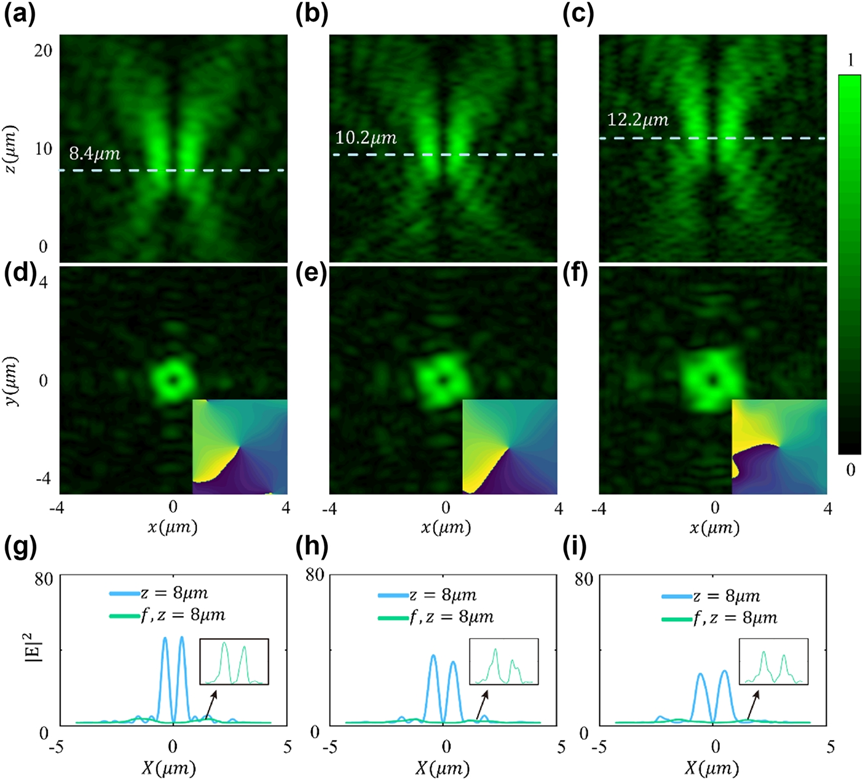 (a) (b) (c)
20
z(μm)
10
0
8.4μm
10.2μm
12.2μm
1
0
(d) (e) (f)
4
y(μm)
0
-4
-4 0 4 -4 0 4 -4 0 4
x(μm) x(μm) x(μm)
(g) (h) (i)
80 80 80
z = 8μm z = 8μm z = 8μm
f, z = 8μm f, z = 8μm f, z = 8μm
|E|²
0 0 0
-5 0 5 -5 0 5 -5 0 5
X(μm) X(μm) X(μm)